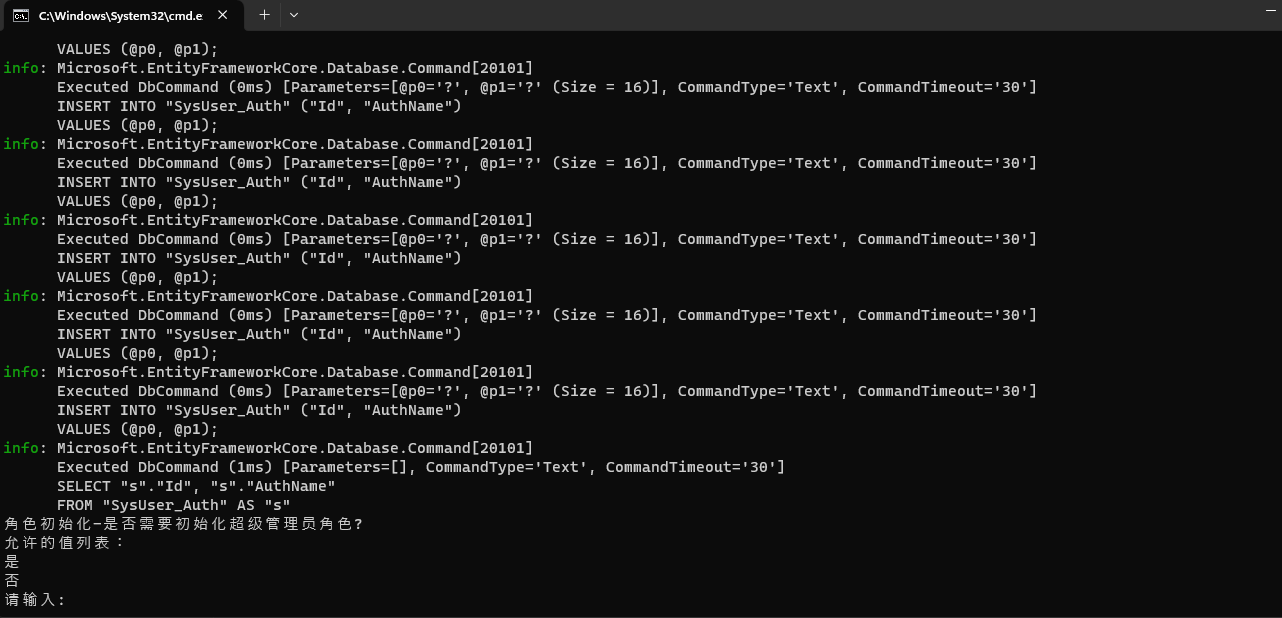 C:\Windows\System32\cmd.e
VALUES (@p0, @p1);
info: Microsoft.EntityFrameworkCore.Database.Command[20101]
Executed DbCommand (0ms) [Parameters=[@p0='?', @p1='?' (Size = 16)], CommandType='Text', CommandTimeout='30']
INSERT INTO "SysUser_Auth" ("Id", "AuthName")
VALUES (@p0, @p1);
info: Microsoft.EntityFrameworkCore.Database.Command[20101]
Executed DbCommand (0ms) [Parameters=[@p0='?', @p1='?' (Size = 16)], CommandType='Text', CommandTimeout='30']
INSERT INTO "SysUser_Auth" ("Id", "AuthName")
VALUES (@p0, @p1);
info: Microsoft.EntityFrameworkCore.Database.Command[20101]
Executed DbCommand (0ms) [Parameters=[@p0='?', @p1='?' (Size = 16)], CommandType='Text', CommandTimeout='30']
INSERT INTO "SysUser_Auth" ("Id", "AuthName")
VALUES (@p0, @p1);
info: Microsoft.EntityFrameworkCore.Database.Command[20101]
Executed DbCommand (0ms) [Parameters=[@p0='?', @p1='?' (Size = 16)], CommandType='Text', CommandTimeout='30']
INSERT INTO "SysUser_Auth" ("Id", "AuthName")
VALUES (@p0, @p1);
info: Microsoft.EntityFrameworkCore.Database.Command[20101]
Executed DbCommand (0ms) [Parameters=[@p0='?', @p1='?' (Size = 16)], CommandType='Text', CommandTimeout='30']
INSERT INTO "SysUser_Auth" ("Id", "AuthName")
VALUES (@p0, @p1);
info: Microsoft.EntityFrameworkCore.Database.Command[20101]
Executed DbCommand (1ms) [Parameters=[], CommandType='Text', CommandTimeout='30']
SELECT "s"."Id", "s"."AuthName"
FROM "SysUser_Auth" AS "s"
角色初始化-是否需要初始化超级管理员角色?
允许的值列表：
是
否
请输入: